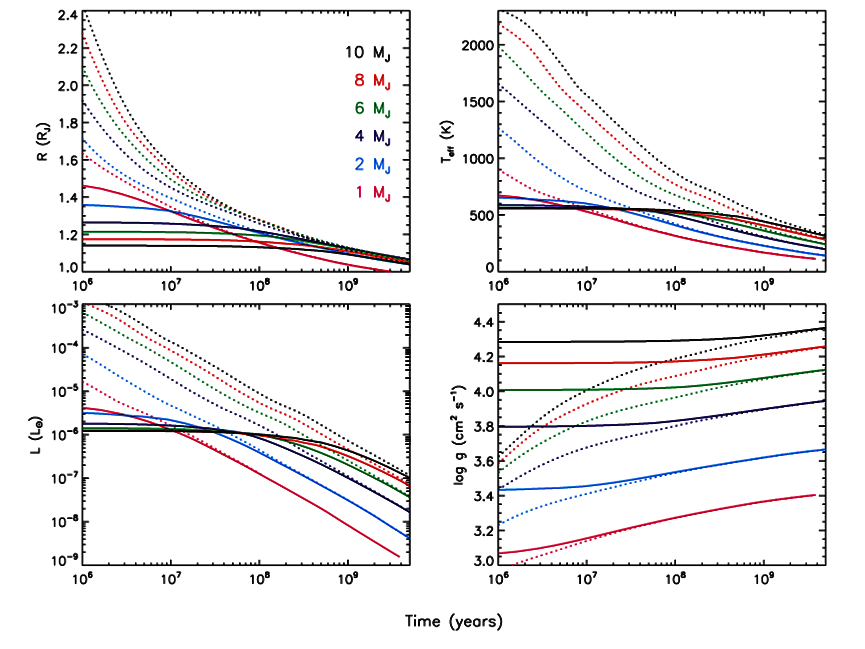 2.4
2.2
2.0
1.8
1.6
1.4
1.2
1.0
R (R_J)
10 M_J
8 M_J
6 M_J
4 M_J
2 M_J
1 M_J
10^6 10^7 10^8 10^9
2000
1500
1000
500
0
T_eff (K)
10^6 10^7 10^8 10^9
10^-3
10^-4
10^-5
10^-6
10^-7
10^-8
10^-9
L (L_⊙)
10^6 10^7 10^8 10^9
4.4
4.2
4.0
3.8
3.6
3.4
3.2
3.0
log g (cm^2 s^-1)
10^6 10^7 10^8 10^9
Time (years)